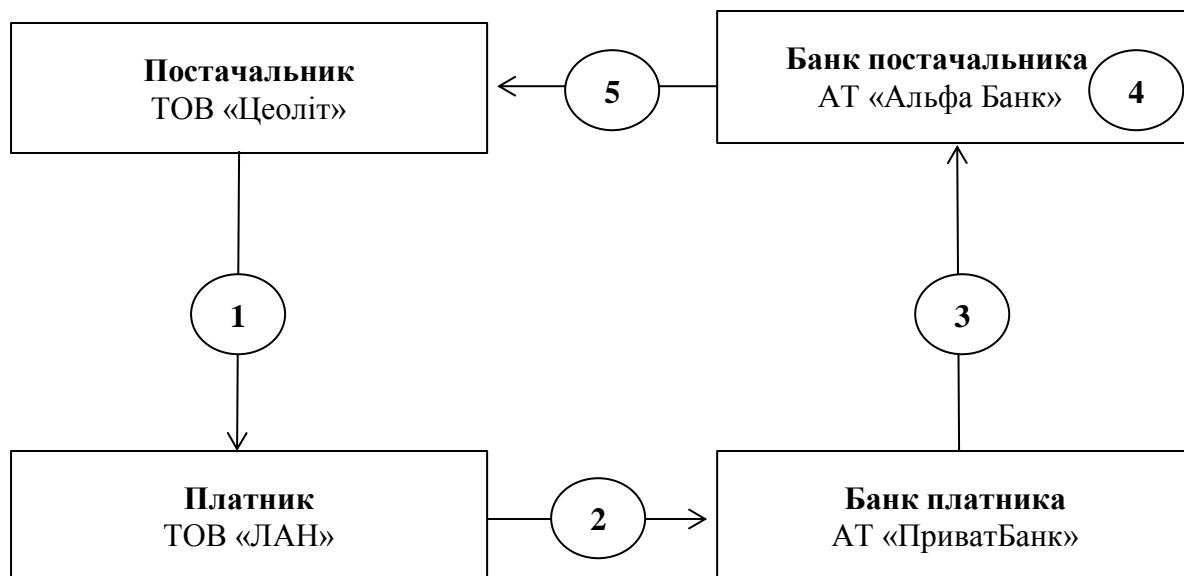 Постачальник
ТОВ «Цеоліт»
5
Банк постачальника
АТ «Альфа Банк»
4
1
3
Платник
ТОВ «ЛАН»
2
Банк платника
АТ «ПриватБанк»